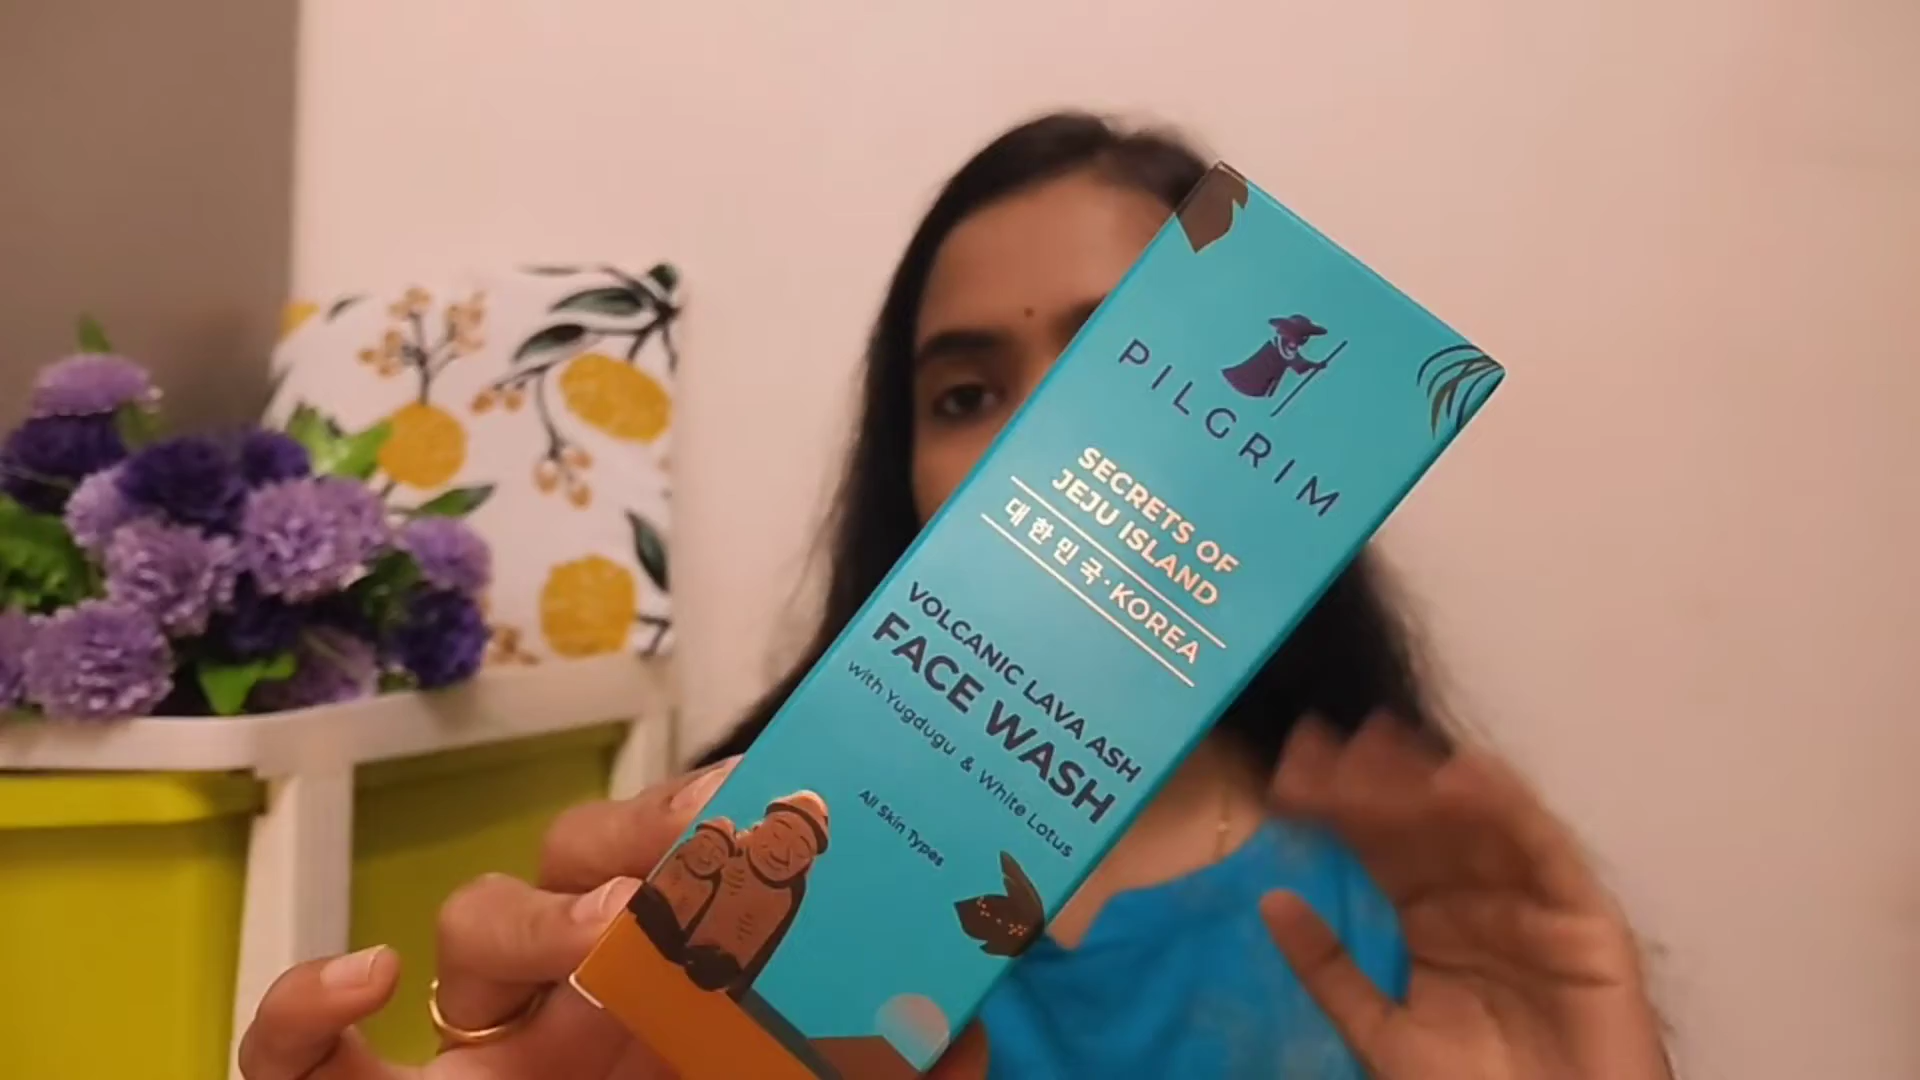 PILGRIM
SECRETS OF
JEJU ISLAND
대한민국·KOREA
VOLCANIC LAVA ASH
FACE WASH
with Yugdugu & White Lotus
All Skin Types